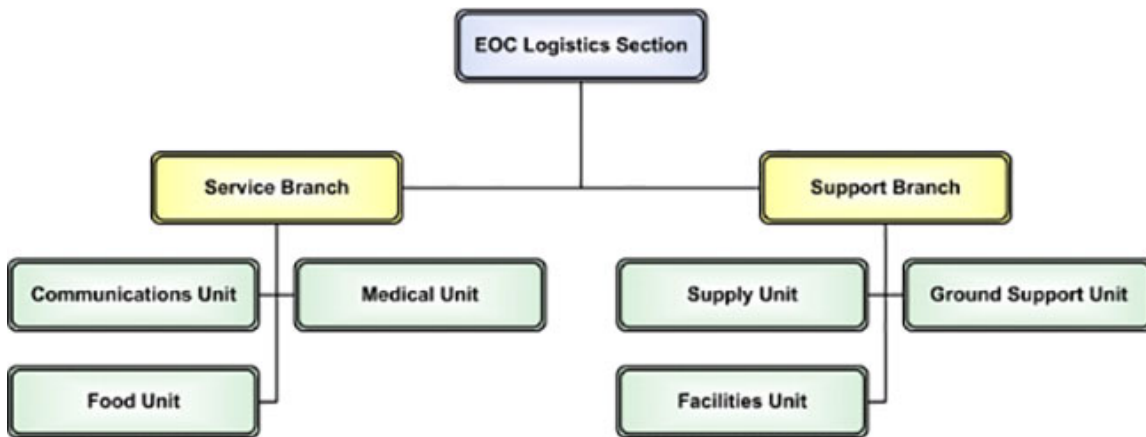 EOC Logistics Section
Service Branch
Support Branch
Communications Unit
Medical Unit
Supply Unit
Ground Support Unit
Food Unit
Facilities Unit